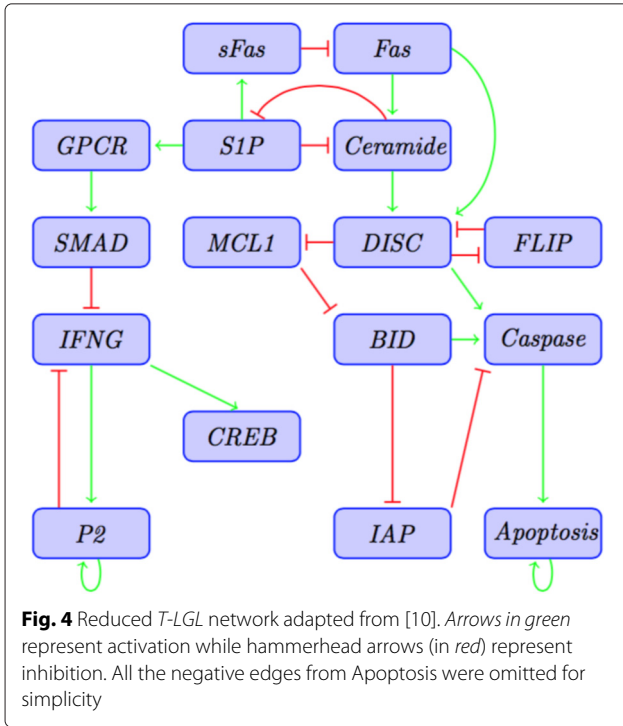 sFas
Fas
GPCR
S1P
Ceramide
SMAD
MCL1
DISC
FLIP
IFNG
BID
Caspase
CREB
P2
IAP
Apoptosis
Fig. 4 Reduced T-LGL network adapted from [10]. Arrows in green
represent activation while hammerhead arrows (in red) represent
inhibition. All the negative edges from Apoptosis were omitted for
simplicity